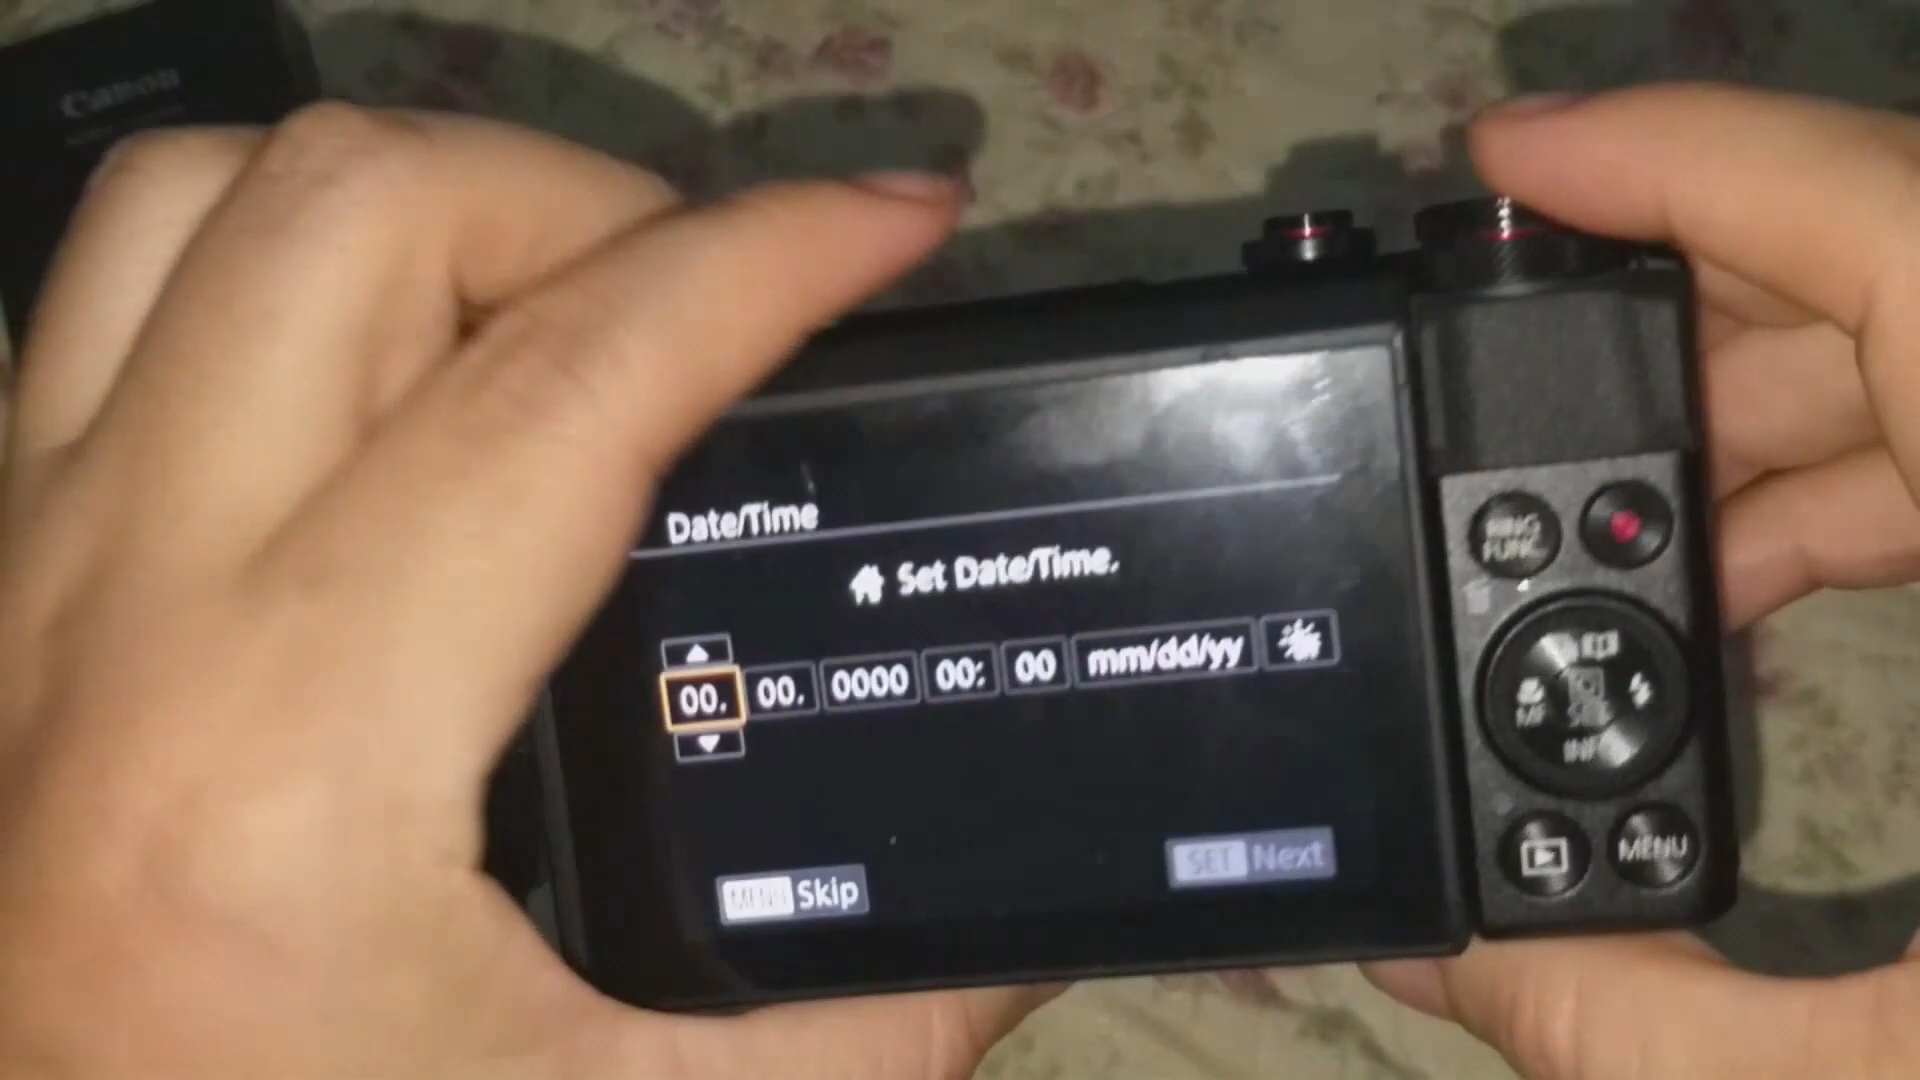 Canon
Date/Time
Set Date/Time.
00. 00. 0000 00: 00 mm/dd/yy
MENU Skip
SET Next
RING
FUNC.
MF
SET
INFO
MENU